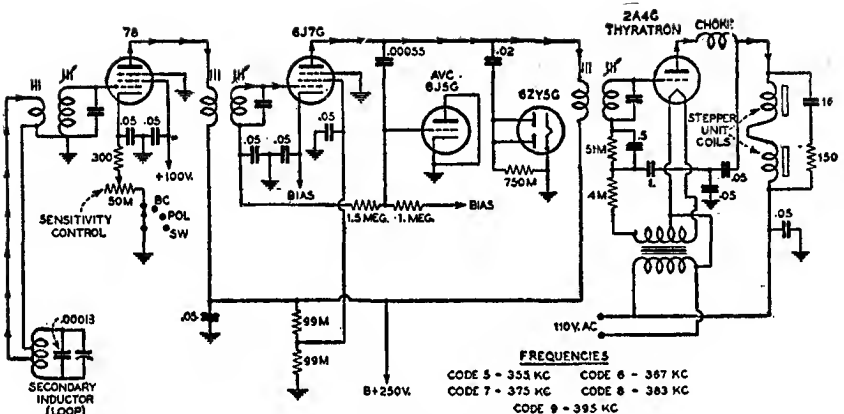 78
6J7G
2A4G
THYRATRON
CHOKE
.00055
.02
AVC
6J5G
6ZY5G
.05 .05
.05
.05 .05
300
+100V.
SENSITIVITY
CONTROL
50M
BC
POL
SW
BIAS
1.5 MEG. 1. MEG.
BIAS
750M
51M
.5
4M
1.
.05
.05
STEPPER
UNIT
COILS
16
150
.05
.00013
SECONDARY
INDUCTOR
(LOOP)
.05
99M
99M
B+250V.
110V. AC
FREQUENCIES
CODE 5 - 355 KC CODE 6 - 367 KC
CODE 7 - 375 KC CODE 8 - 383 KC
CODE 9 - 395 KC